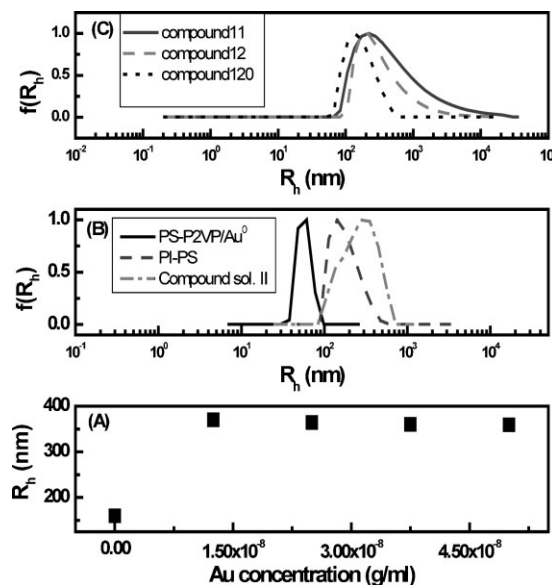 (C)
compound11
compound12
compound120
1.0
0.5
0.0
f(R_h)
10^-2 10^-1 10^0 10^1 10^2 10^3 10^4 10^5
R_h (nm)
(B)
PS-P2VP/Au^0
PI-PS
Compound sol. II
1.0
0.5
0.0
f(R_h)
10^-1 10^0 10^1 10^2 10^3 10^4
R_h (nm)
(A)
400
300
200
R_h (nm)
0.00 1.50x10^-8 3.00x10^-8 4.50x10^-8
Au concentration (g/ml)